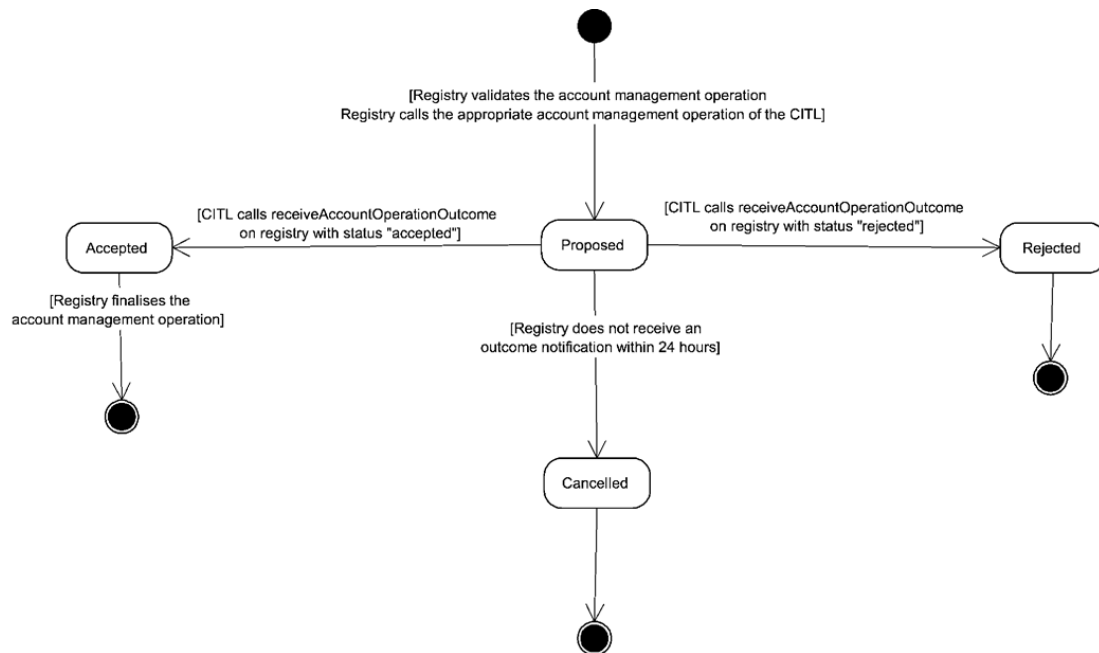 [Registry validates the account management operation
Registry calls the appropriate account management operation of the CITL]
[CITL calls receiveAccountOperationOutcome
on registry with status "accepted"]
[CITL calls receiveAccountOperationOutcome
on registry with status "rejected"]
Accepted
Proposed
Rejected
[Registry finalises the
account management operation]
[Registry does not receive an
outcome notification within 24 hours]
Cancelled